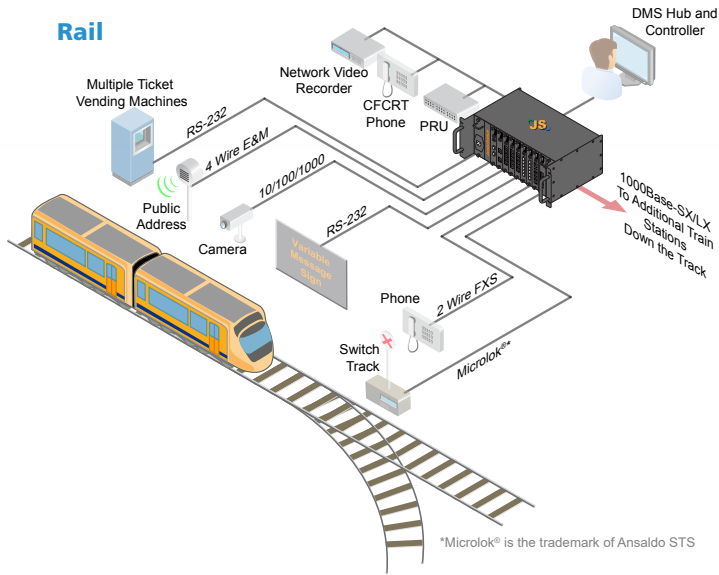 Rail
DMS Hub and
Controller
Network Video
Recorder
CFCRT
Phone
PRU
JS
Multiple Ticket
Vending Machines
RS-232
4 Wire E&M
10/100/1000
RS-232
Public
Address
Camera
Variable
Message
Sign
1000Base-SX/LX
To Additional Train
Stations
Down the Track
Phone
2 Wire FXS
Switch
Track
Microlok®*
*Microlok® is the trademark of Ansaldo STS